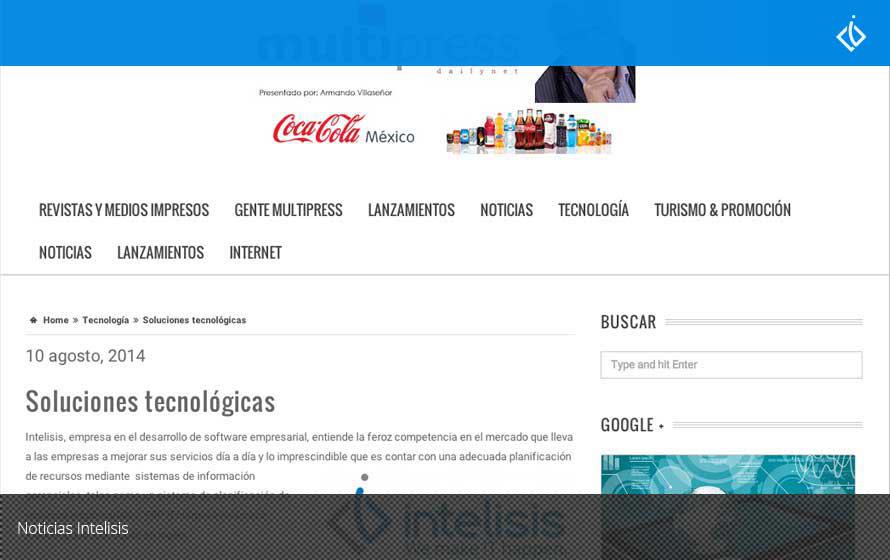 multipress
dailynet
Presentado por: Armando Villaseñor
Coca-Cola México
REVISTAS Y MEDIOS IMPRESOS GENTE MULTIPRESS LANZAMIENTOS NOTICIAS TECNOLOGÍA TURISMO & PROMOCIÓN
NOTICIAS LANZAMIENTOS INTERNET
Home » Tecnología » Soluciones tecnológicas
10 agosto, 2014
Soluciones tecnológicas
Intelisis, empresa en el desarrollo de software empresarial, entiende la feroz competencia en el mercado que lleva
a las empresas a mejorar sus servicios día a día y lo imprescindible que es contar con una adecuada planificación
de recursos mediante sistemas de información
BUSCAR
Type and hit Enter
GOOGLE +
intelisis
We make IT happen
Noticias Intelisis